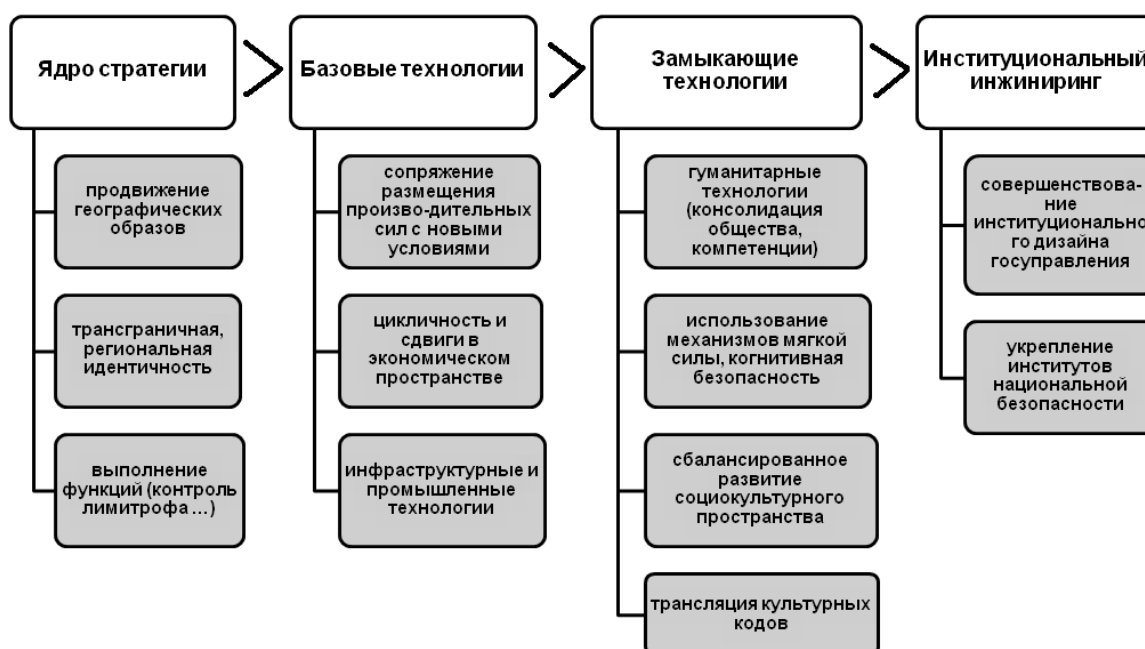 Ядро стратегии
продвижение
географических
образов
трансграничная,
региональная
идентичность
выполнение
функций (контроль
лимитрофа ...)
Базовые технологии
сопряжение
размещения
произво-дительных
сил с новыми
условиями
цикличность и
сдвиги в
экономическом
пространстве
инфраструктурные и
промышленные
технологии
Замыкающие
технологии
гуманитарные
технологии
(консолидация
общества,
компетенции)
использование
механизмов мягкой
силы, когнитивная
безопасность
сбалансированное
развитие
социокультурного
пространства
трансляция культурных
кодов
Институциональный
инжиниринг
совершенствова-
ние
институционально
го дизайна
госуправления
укрепление
институтов
национальной
безопасности